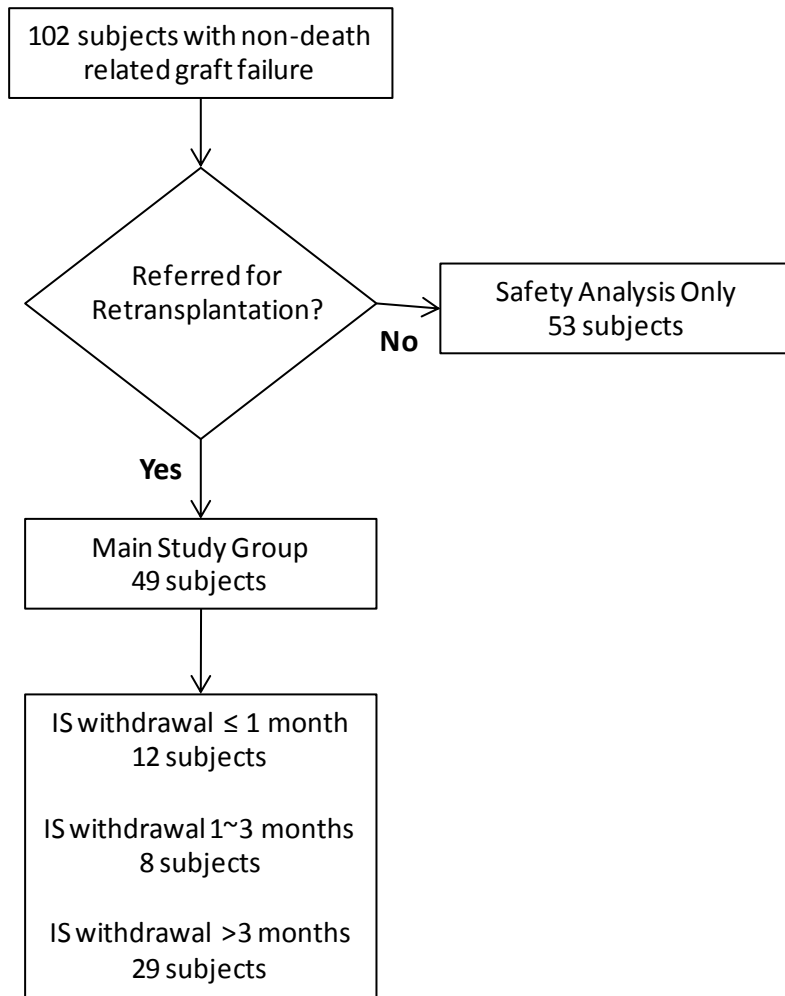 102 subjects with non-death
related graft failure
Referred for
Retransplantation?
No
Safety Analysis Only
53 subjects
Yes
Main Study Group
49 subjects
IS withdrawal ≤ 1 month
12 subjects
IS withdrawal 1~3 months
8 subjects
IS withdrawal >3 months
29 subjects